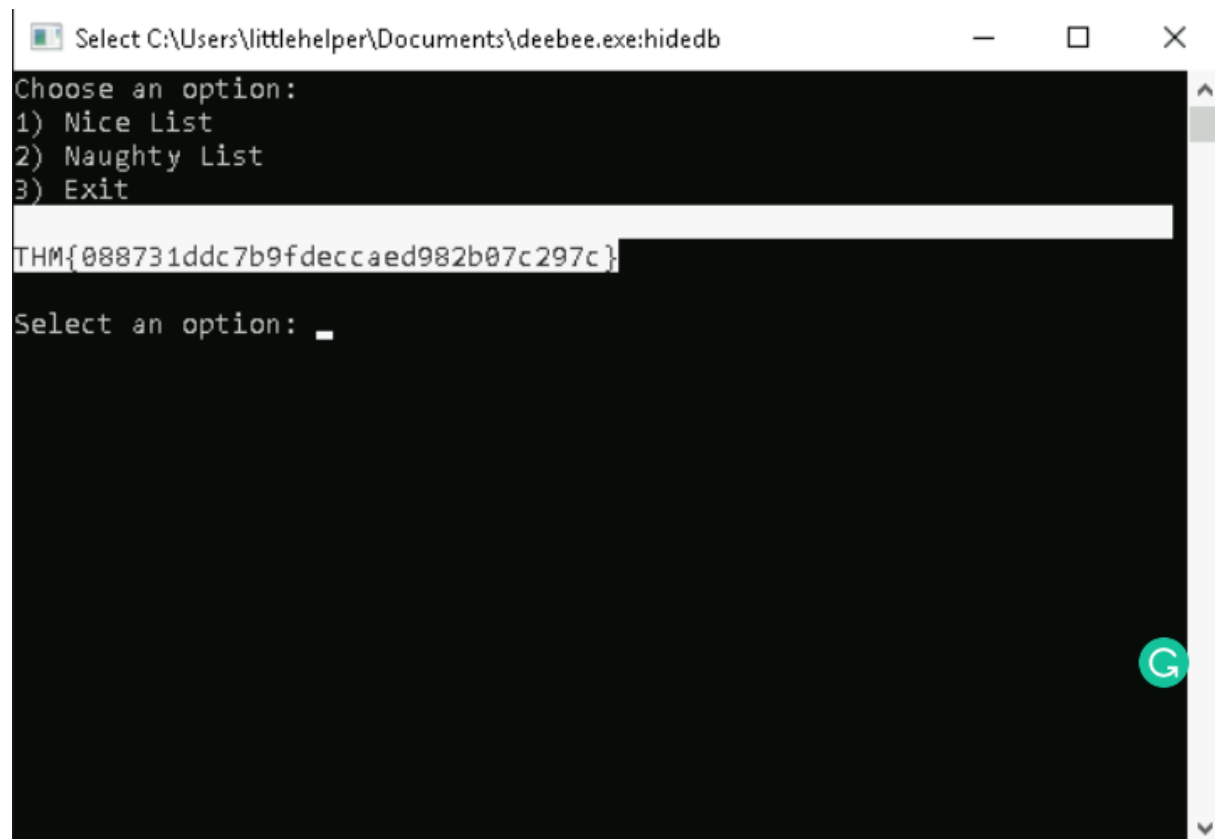 Select C:\Users\littlehelper\Documents\deebee.exe:hidedb
Choose an option:
1) Nice List
2) Naughty List
3) Exit
THM{088731ddc7b9fdeccaed982b07c297c}
Select an option: _